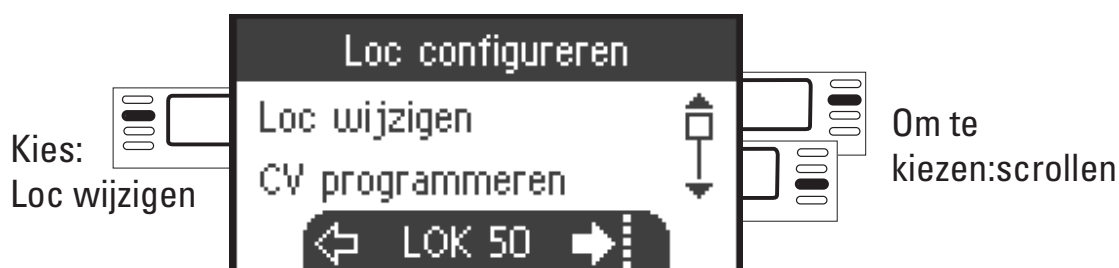 Loc configureren
Loc wijzigen
CV programmeren
LOK 50
Kies:
Loc wijzigen
Om te
kiezen:scrollen